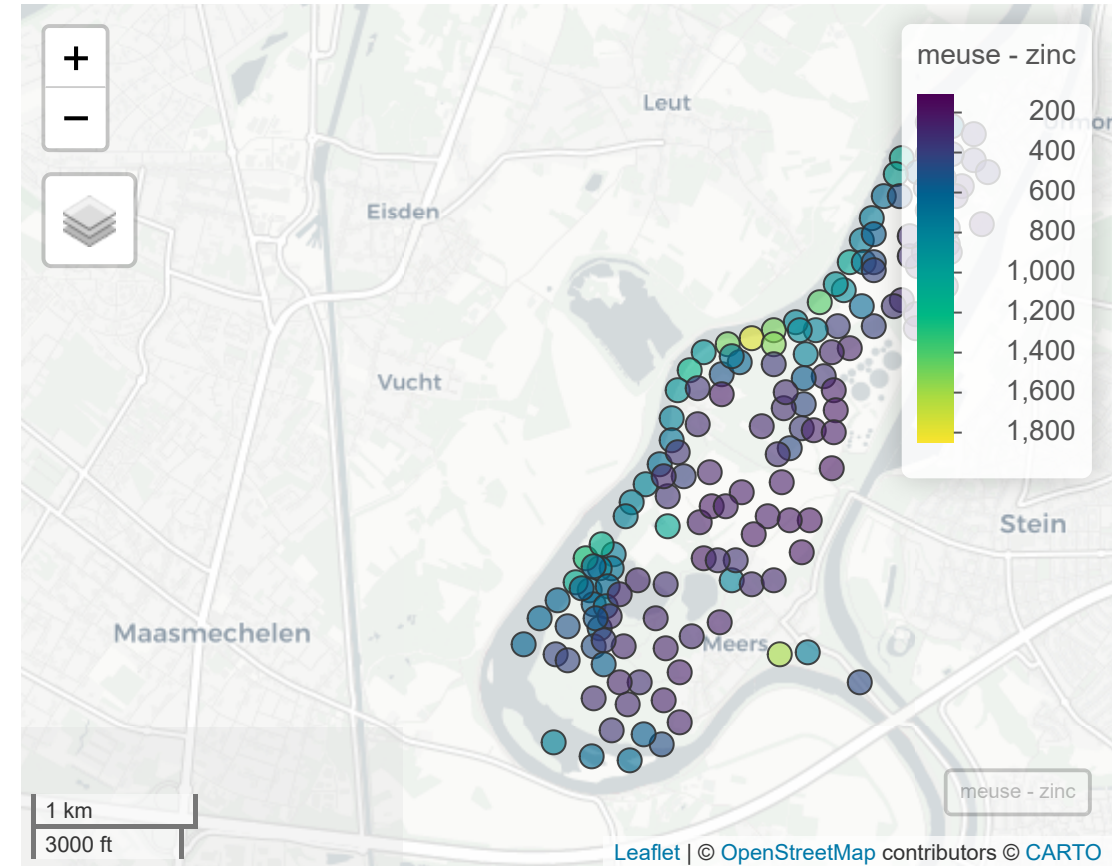 +
−
meuse - zinc
200
400
600
800
1,000
1,200
1,400
1,600
1,800
Leut
Eisden
Vucht
Stein
Maasmechelen
Meers
meuse - zinc
1 km
3000 ft
Leaflet | © OpenStreetMap contributors © CARTO